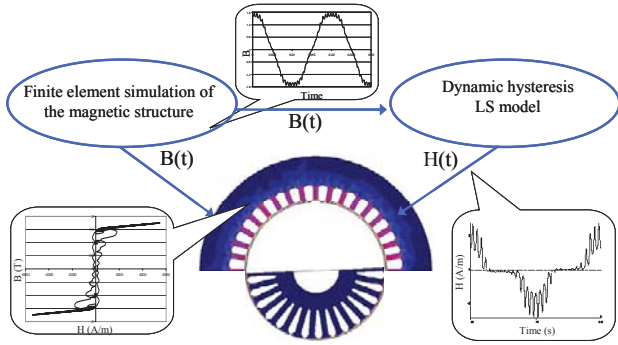 B
Time
Finite element simulation of
the magnetic structure
Dynamic hysteresis
LS model
B(t)
B(t)
H(t)
B (T)
H (A/m)
H (A/m)
Time (s)